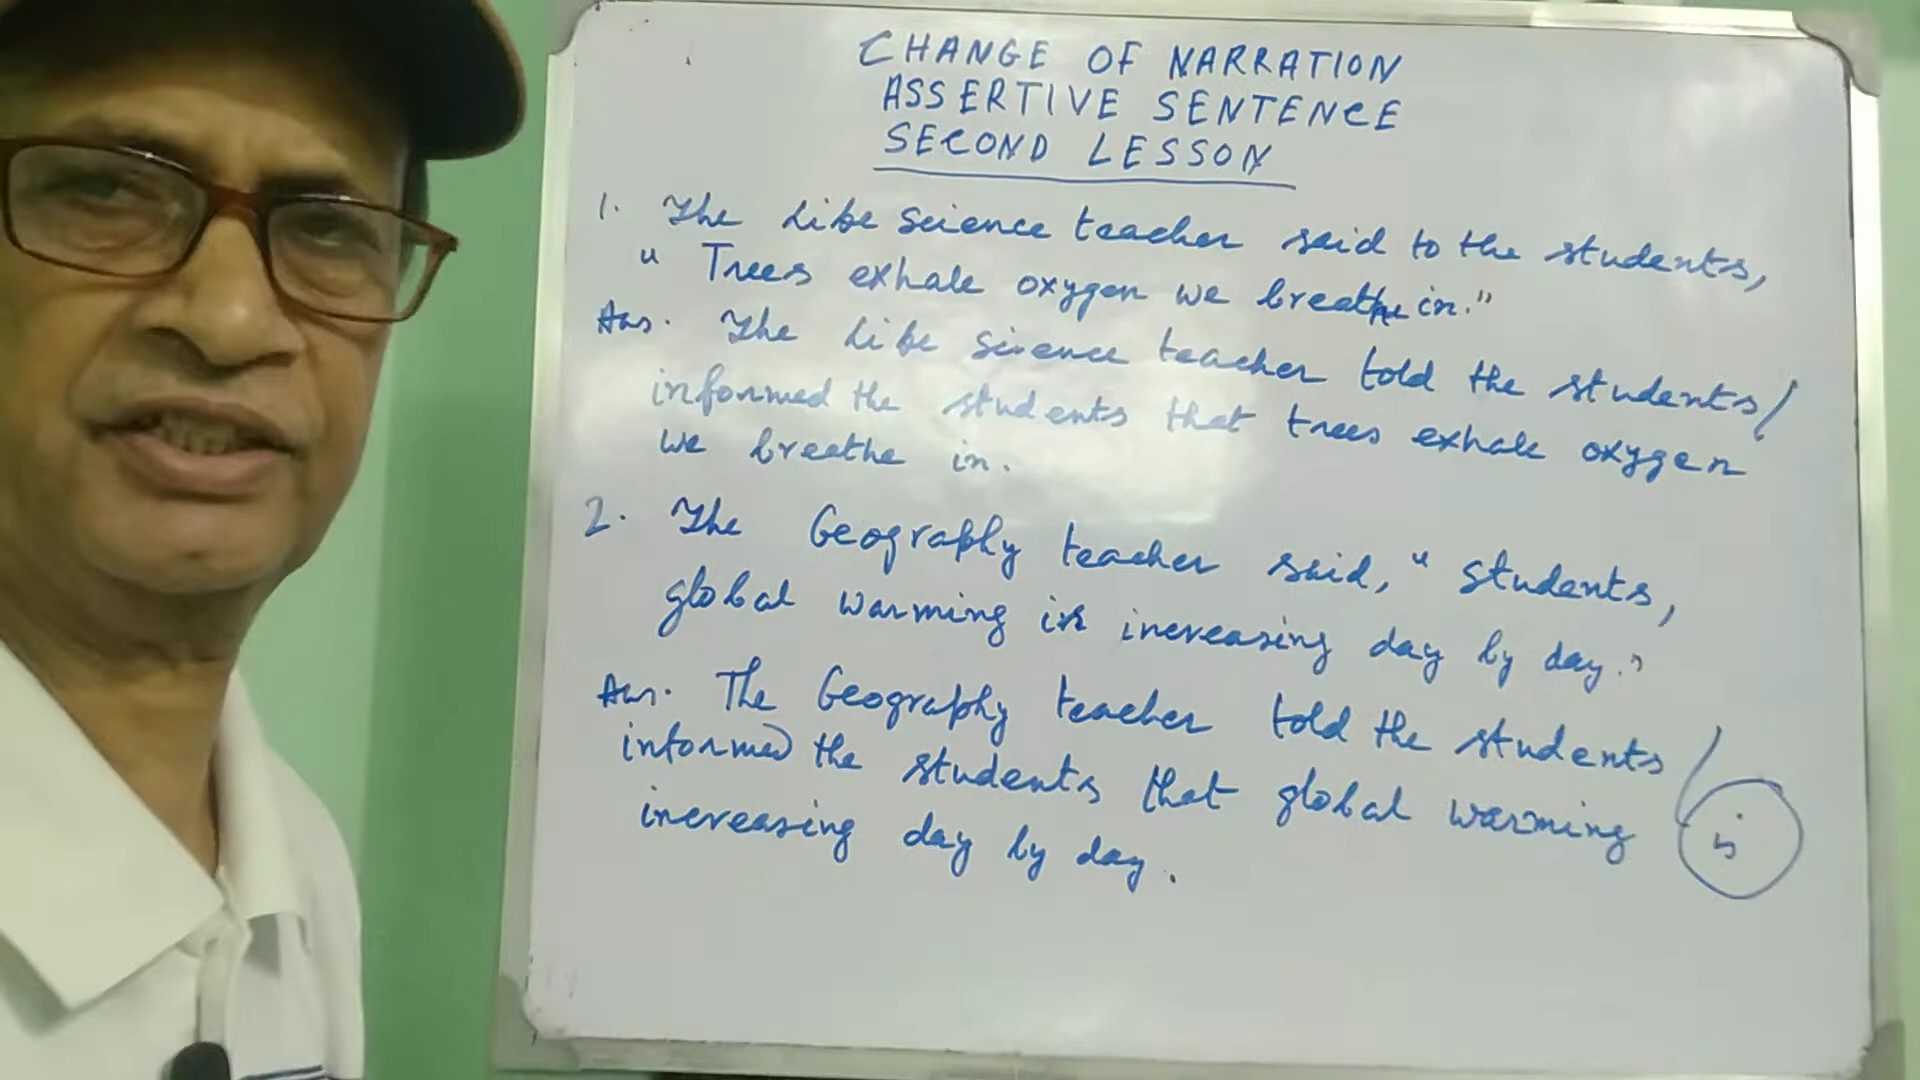 CHANGE OF NARRATION
ASSERTIVE SENTENCE
SECOND LESSON
1. The Life Science teacher said to the students,
" Trees exhale oxygen we breathe in."
Ans. The Life Science teacher told the students/
informed the students that trees exhale oxygen
we breathe in.
2. The Geography teacher said, " Students,
global warming is increasing day by day."
Ans. The Geography teacher told the students /
informed the students that global warming is
increasing day by day.